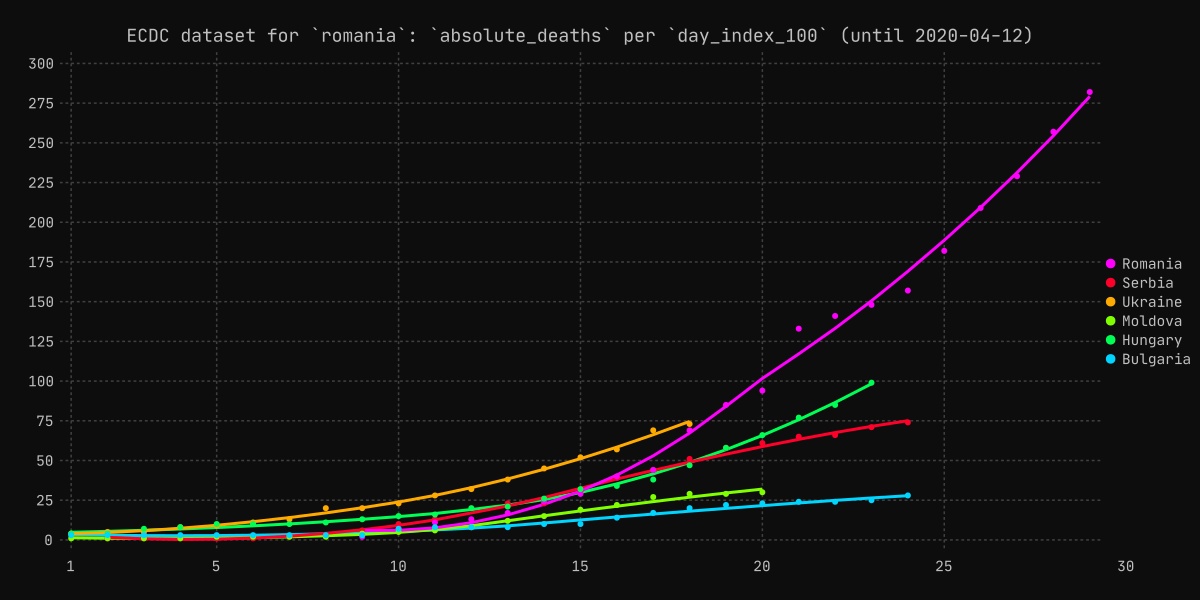 ECDC dataset for `romania`: `absolute_deaths` per `day_index_100` (until 2020-04-12)
300
275
250
225
200
175
150
125
100
75
50
25
0
1 5 10 15 20 25 30
Romania
Serbia
Ukraine
Moldova
Hungary
Bulgaria